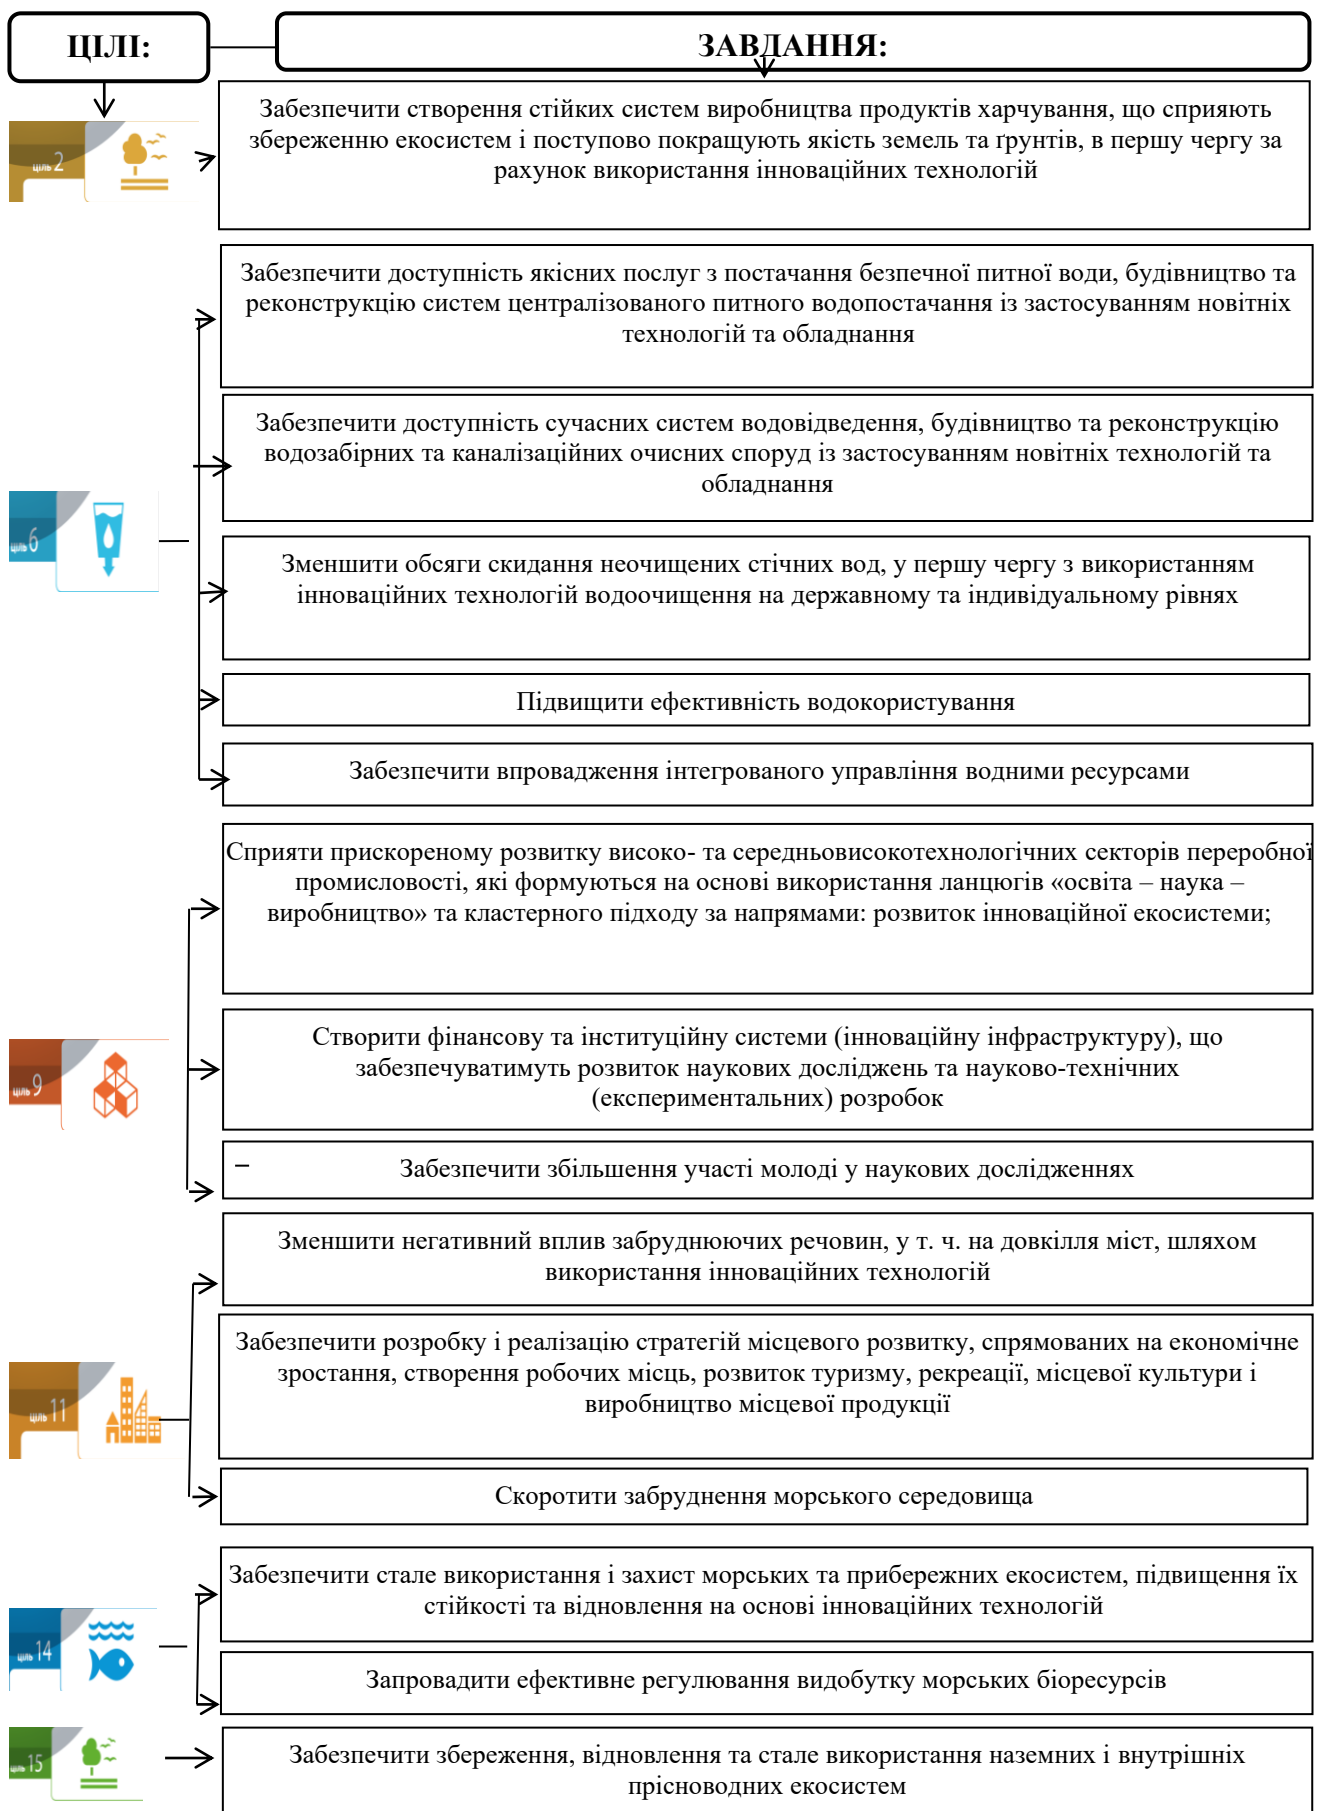 ЦІЛІ:
ЗАВДАННЯ:
Забезпечити створення стійких систем виробництва продуктів харчування, що сприяють
збереженню екосистем і поступово покращують якість земель та ґрунтів, в першу чергу за
рахунок використання інноваційних технологій
ціль 2
Забезпечити доступність якісних послуг з постачання безпечної питної води, будівництво та
реконструкцію систем централізованого питного водопостачання із застосуванням новітніх
технологій та обладнання
Забезпечити доступність сучасних систем водовідведення, будівництво та реконструкцію
водозабірних та каналізаційних очисних споруд із застосуванням новітніх технологій та
обладнання
ціль 6
Зменшити обсяги скидання неочищених стічних вод, у першу чергу з використанням
інноваційних технологій водоочищення на державному та індивідуальному рівнях
Підвищити ефективність водокористування
Забезпечити впровадження інтегрованого управління водними ресурсами
Сприяти прискореному розвитку високо- та середньовисокотехнологічних секторів переробної
промисловості, які формуються на основі використання ланцюгів «освіта – наука –
виробництво» та кластерного підходу за напрямами: розвиток інноваційної екосистеми;
Створити фінансову та інституційну системи (інноваційну інфраструктуру), що
забезпечуватимуть розвиток наукових досліджень та науково-технічних
(експериментальних) розробок
ціль 9
– Забезпечити збільшення участі молоді у наукових дослідженнях
Зменшити негативний вплив забруднюючих речовин, у т. ч. на довкілля міст, шляхом
використання інноваційних технологій
Забезпечити розробку і реалізацію стратегій місцевого розвитку, спрямованих на економічне
зростання, створення робочих місць, розвиток туризму, рекреації, місцевої культури і
виробництво місцевої продукції
ціль 11
Скоротити забруднення морського середовища
Забезпечити стале використання і захист морських та прибережних екосистем, підвищення їх
стійкості та відновлення на основі інноваційних технологій
ціль 14
Запровадити ефективне регулювання видобутку морських біоресурсів
ціль 15
Забезпечити збереження, відновлення та стале використання наземних і внутрішніх
прісноводних екосистем